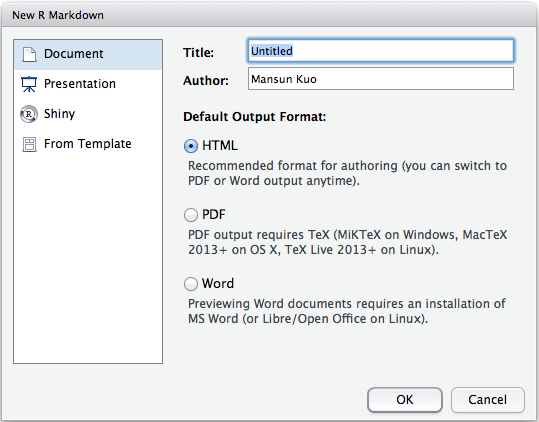 New R Markdown
Document
Presentation
Shiny
From Template
Title: Untitled
Author: Mansun Kuo
Default Output Format:
HTML
Recommended format for authoring (you can switch to
PDF or Word output anytime).
PDF
PDF output requires TeX (MiKTeX on Windows, MacTeX
2013+ on OS X, TeX Live 2013+ on Linux).
Word
Previewing Word documents requires an installation of
MS Word (or Libre/Open Office on Linux).
OK Cancel